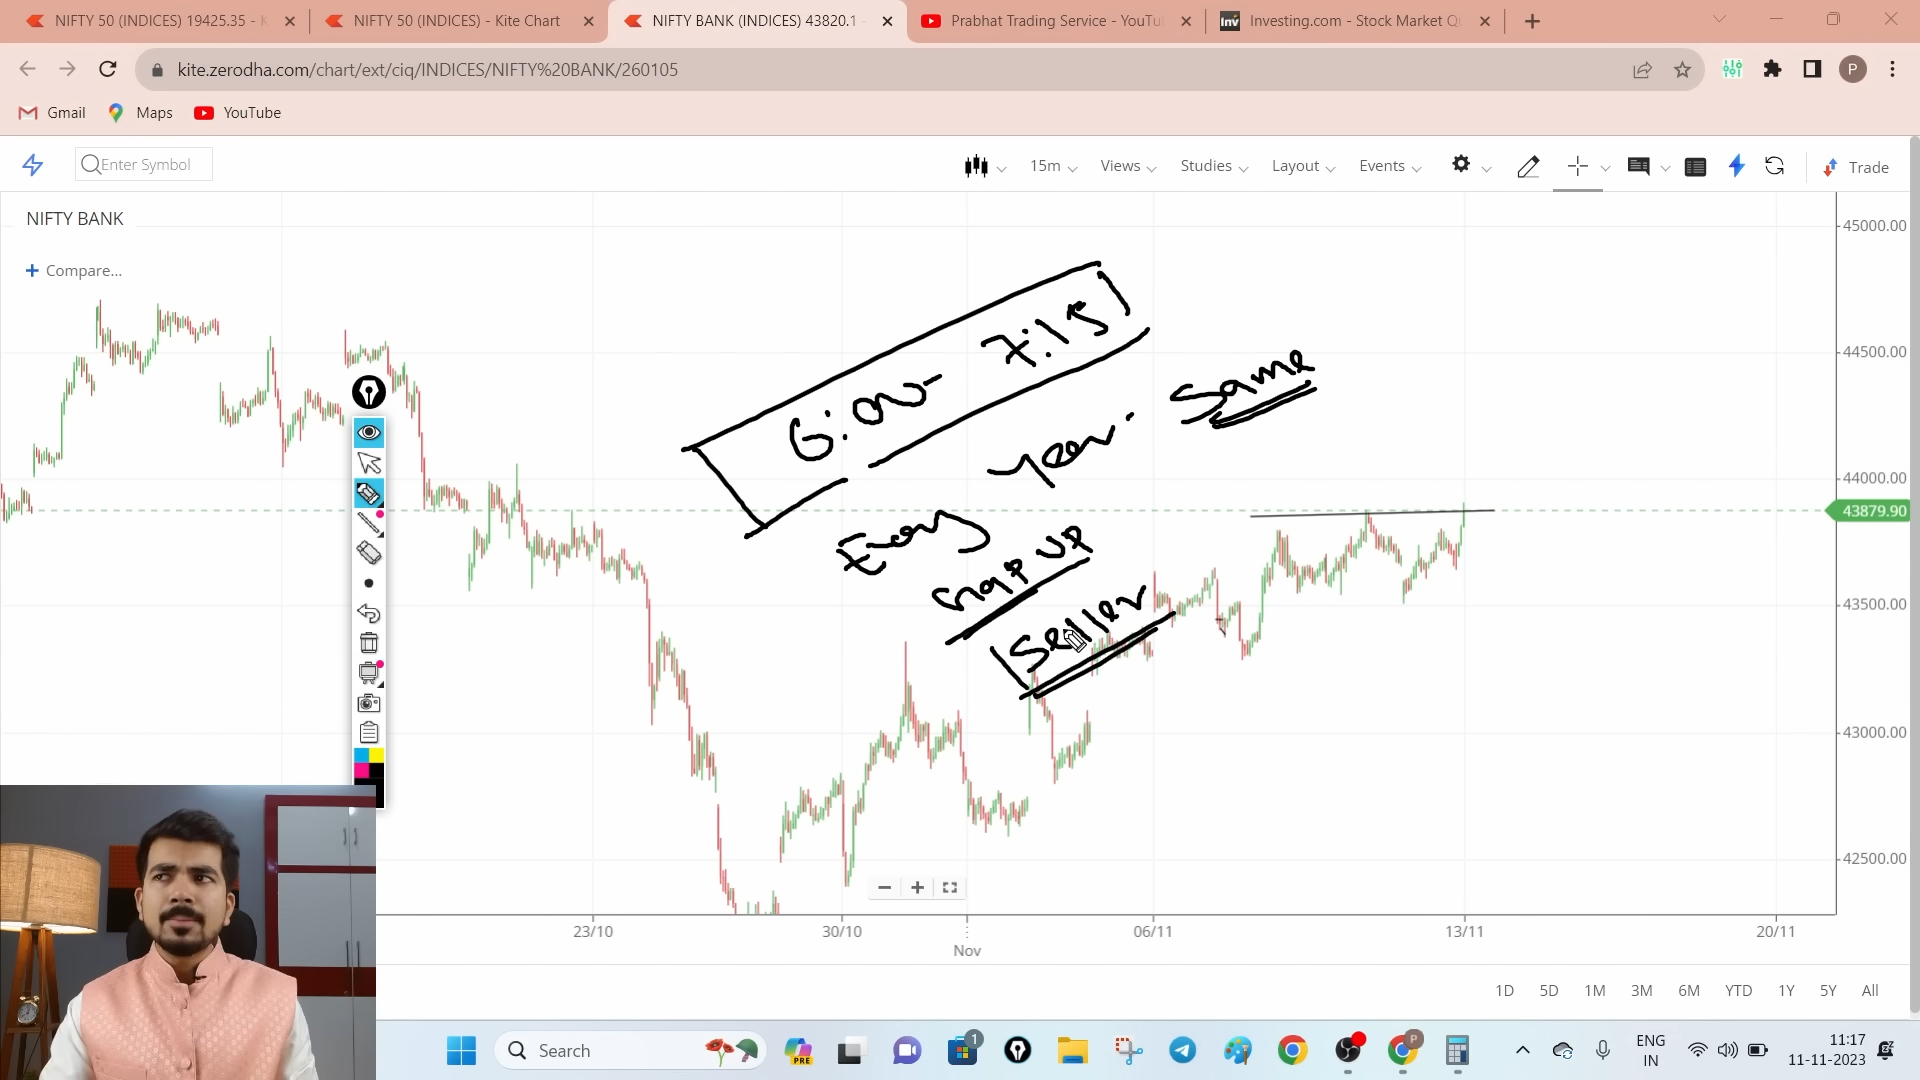 NIFTY 50 (INDICES) 19425.35 - K
NIFTY 50 (INDICES) - Kite Chart
NIFTY BANK (INDICES) 43820.1 -
Prabhat Trading Service - YouTu
Inv
Investing.com - Stock Market Qu
kite.zerodha.com/chart/ext/ciq/INDICES/NIFTY%20BANK/260105
P
Gmail
Maps
YouTube
Enter Symbol
15m
Views
Studies
Layout
Events
Trade
NIFTY BANK
+ Compare...
45000.00
44500.00
44000.00
43879.90
43500.00
43000.00
42500.00
6:00 - 7:15
Same
year.
Every
Gap up
Seller
23/10
30/10
Nov
06/11
13/11
20/11
1D 5D 1M 3M 6M YTD 1Y 5Y All
Search
PRE
1
P
ENG
IN
11:17
11-11-2023